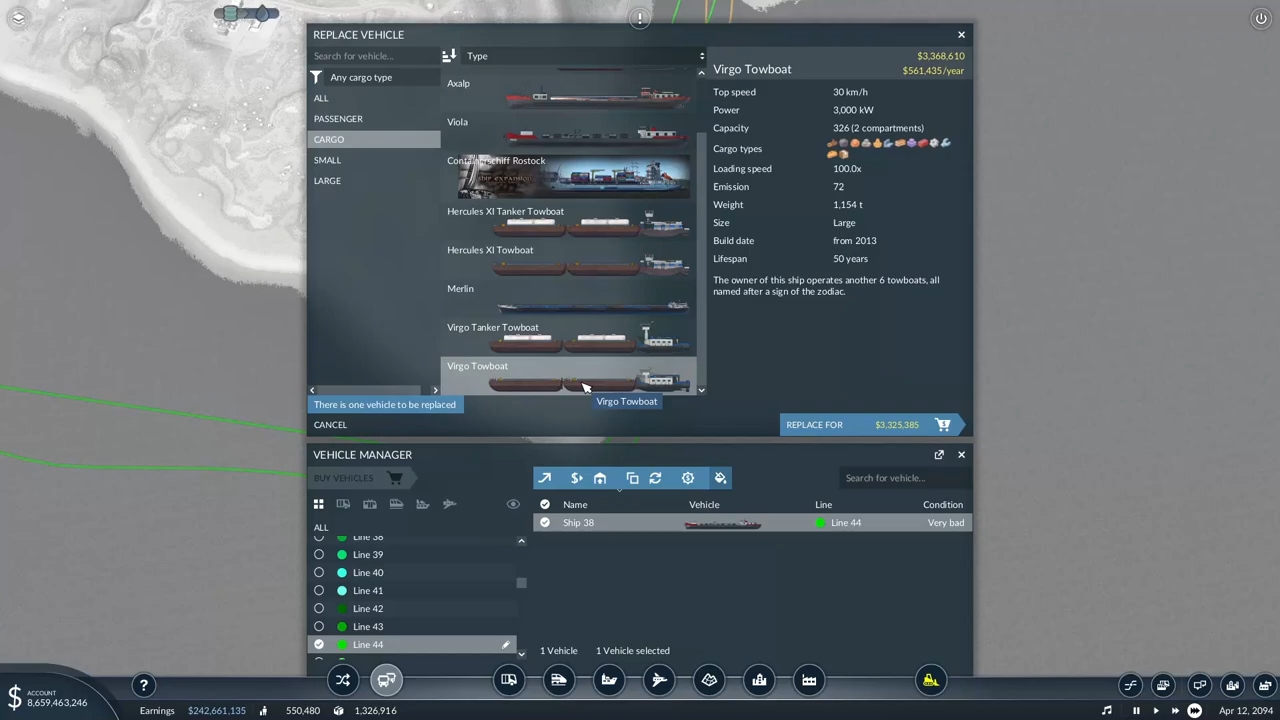 REPLACE VEHICLE
Search for vehicle...
Type
Any cargo type
ALL
PASSENGER
CARGO
SMALL
LARGE
Axalp
Viola
Containerschiff Rostock
ship expansion
Hercules XI Tanker Towboat
Hercules XI Towboat
Merlin
Virgo Tanker Towboat
Virgo Towboat
Virgo Towboat
$3,368,610
$561,435/year
Virgo Towboat
Top speed 30 km/h
Power 3,000 kW
Capacity 326 (2 compartments)
Cargo types
Loading speed 100.0x
Emission 72
Weight 1,154 t
Size Large
Build date from 2013
Lifespan 50 years
The owner of this ship operates another 6 towboats, all
named after a sign of the zodiac.
There is one vehicle to be replaced
CANCEL
REPLACE FOR $3,325,385
VEHICLE MANAGER
BUY VEHICLES
Search for vehicle...
ALL
Line 38
Line 39
Line 40
Line 41
Line 42
Line 43
Line 44
Name Vehicle Line Condition
Ship 38 Line 44 Very bad
1 Vehicle 1 Vehicle selected
ACCOUNT
$ 8,659,463,246
?
Earnings $242,661,135
550,480
1,326,916
Apr 12, 2094